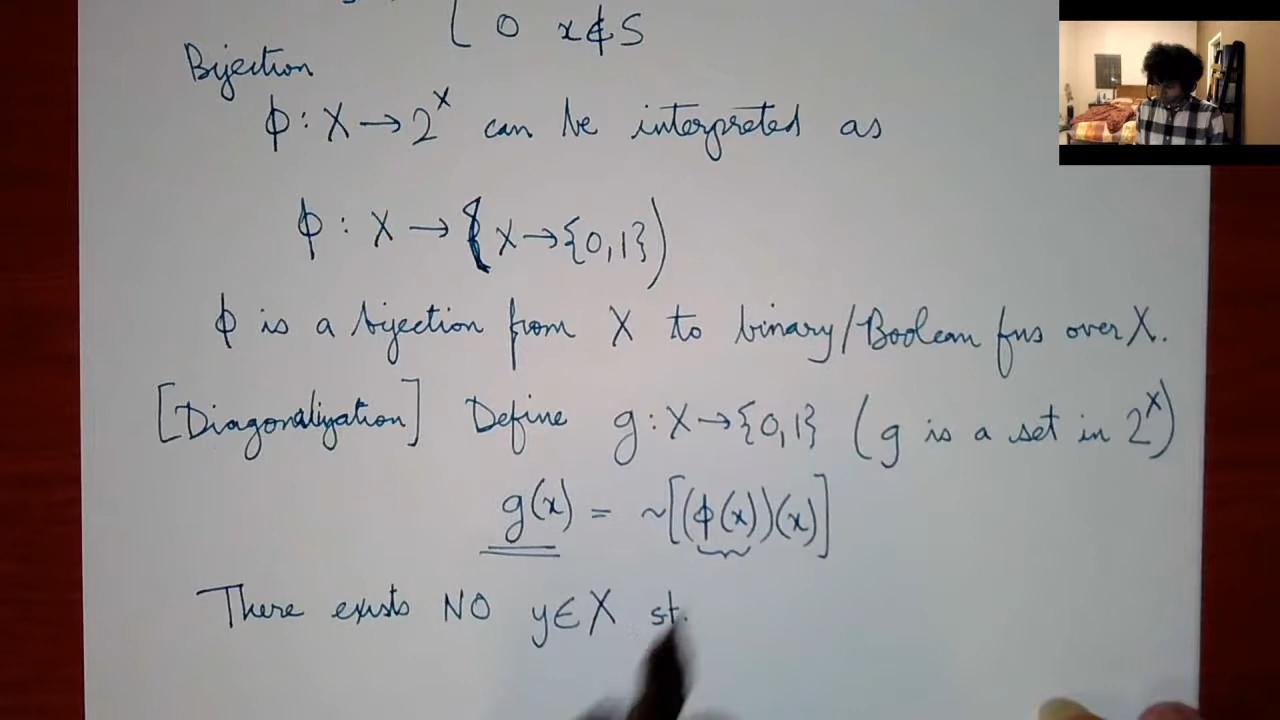 [ 0 x∉S
Bijection
ϕ : X → 2^X can be interpreted as
ϕ : X → (X → {0,1})
ϕ is a bijection from X to binary/Boolean fns over X.
[Diagonalization] Define g : X → {0,1} (g is a set in 2^X)
g(x) = ~[(ϕ(x))(x)]
There exists NO y ∈ X st.